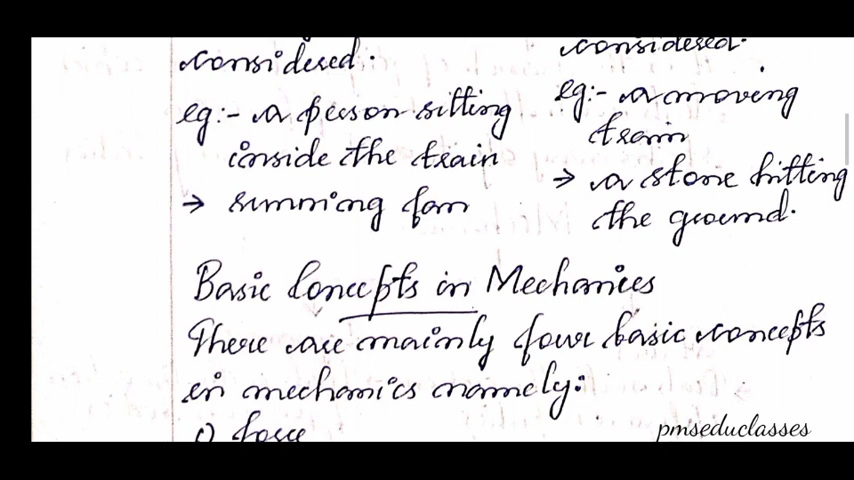 considered.
eg:- a person sitting
inside the train
→ running fan
considered.
eg:- a moving
train
→ a stone hitting
the ground.
Basic Concepts in Mechanics
There are mainly four basic concepts
in mechanics namely:
1) force
pmseduclasses